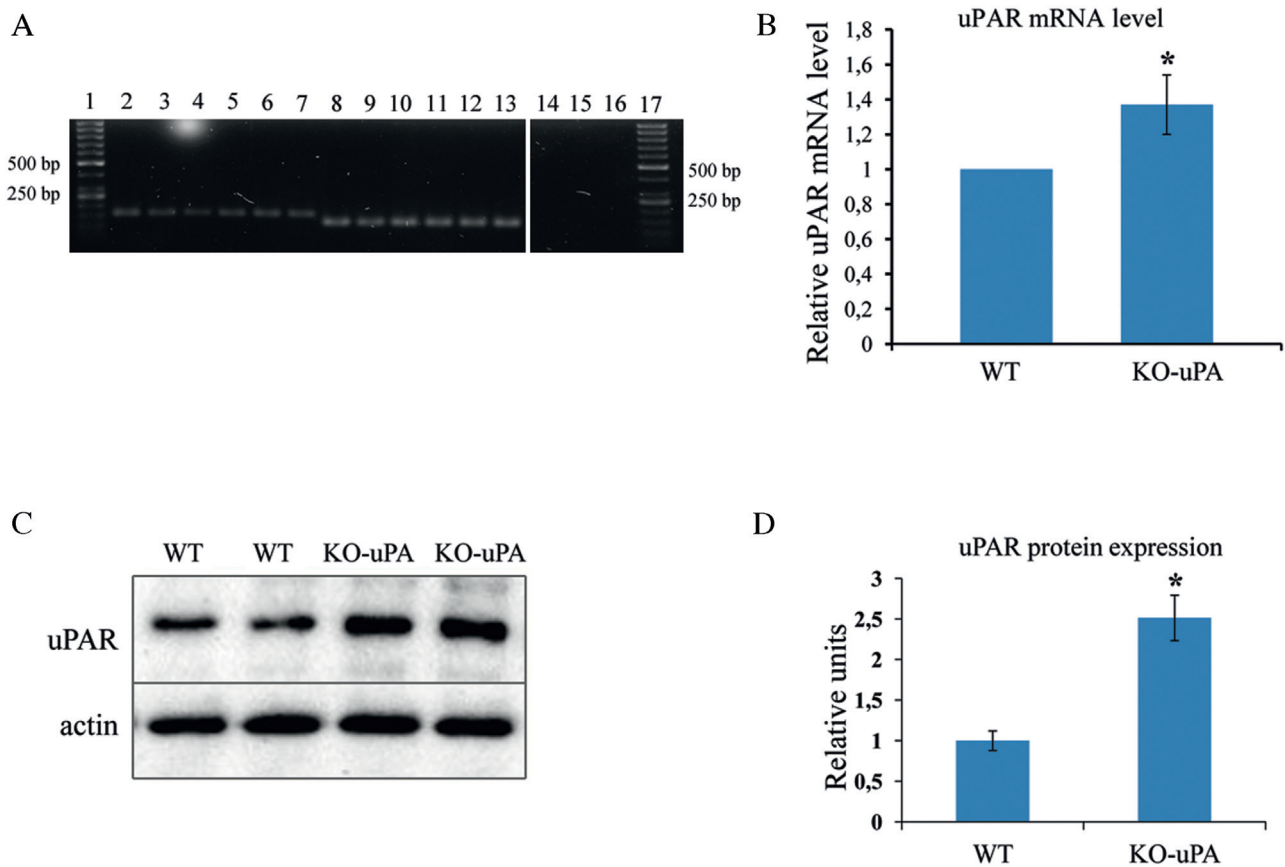 A
1 2 3 4 5 6 7 8 9 10 11 12 13 14 15 16 17
500 bp
250 bp
500 bp
250 bp
B
uPAR mRNA level
Relative uPAR mRNA level
1,8
1,6
1,4
1,2
1
0,8
0,6
0,4
0,2
0
*
WT KO-uPA
C
WT WT KO-uPA KO-uPA
uPAR
actin
D
uPAR protein expression
Relative units
3
2,5
2
1,5
1
0,5
0
*
WT KO-uPA